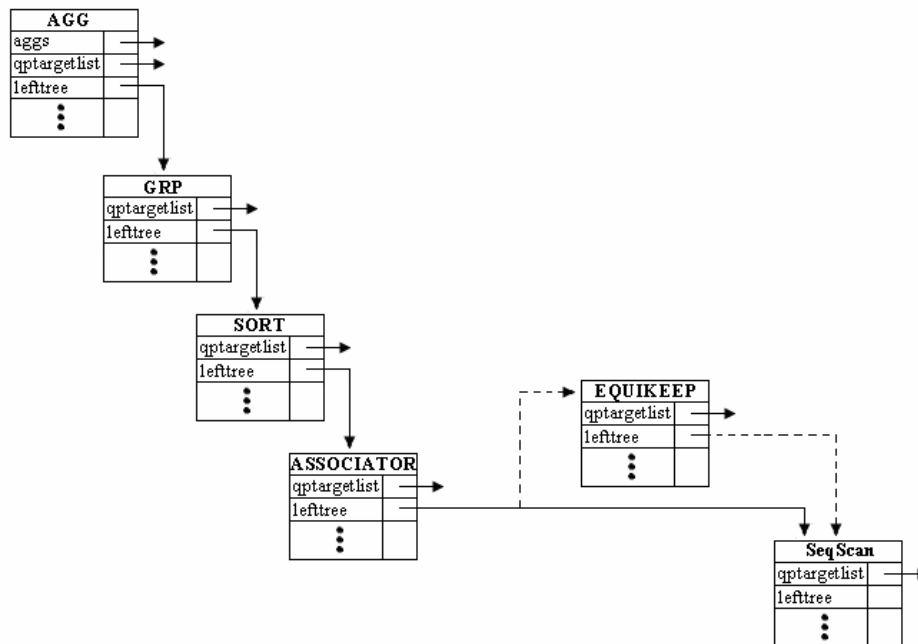 AGG
aggs
qptargetlist
lefttree
GRP
qptargetlist
lefttree
SORT
qptargetlist
lefttree
EQUIKEEP
qptargetlist
lefttree
ASSOCIATOR
qptargetlist
lefttree
SeqScan
qptargetlist
lefttree